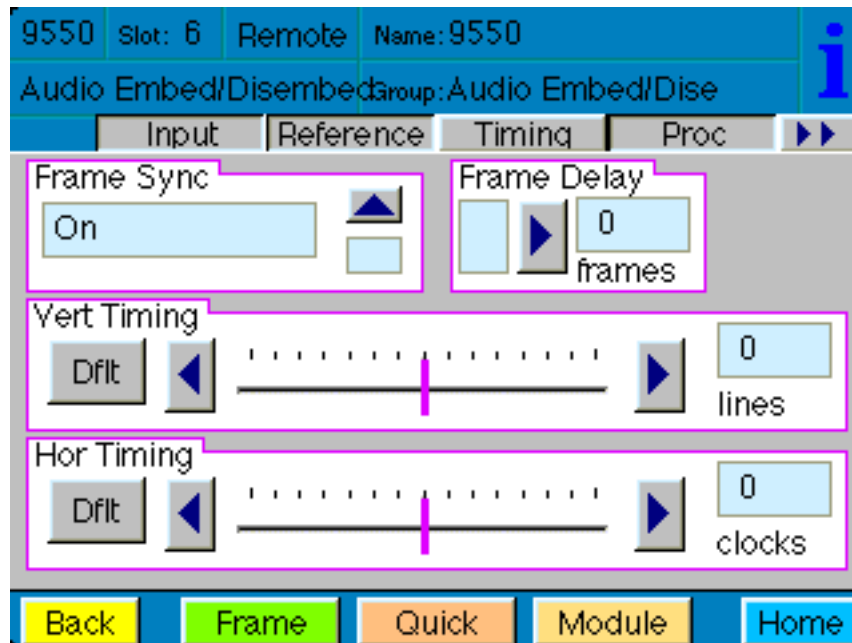 9550 Slot: 6 Remote Name: 9550
Audio Embed/Disembed Group: Audio Embed/Dise
i
Input Reference Timing Proc
Frame Sync Frame Delay
On 0
frames
Vert Timing
Dflt 0
lines
Hor Timing
Dflt 0
clocks
Back Frame Quick Module Home